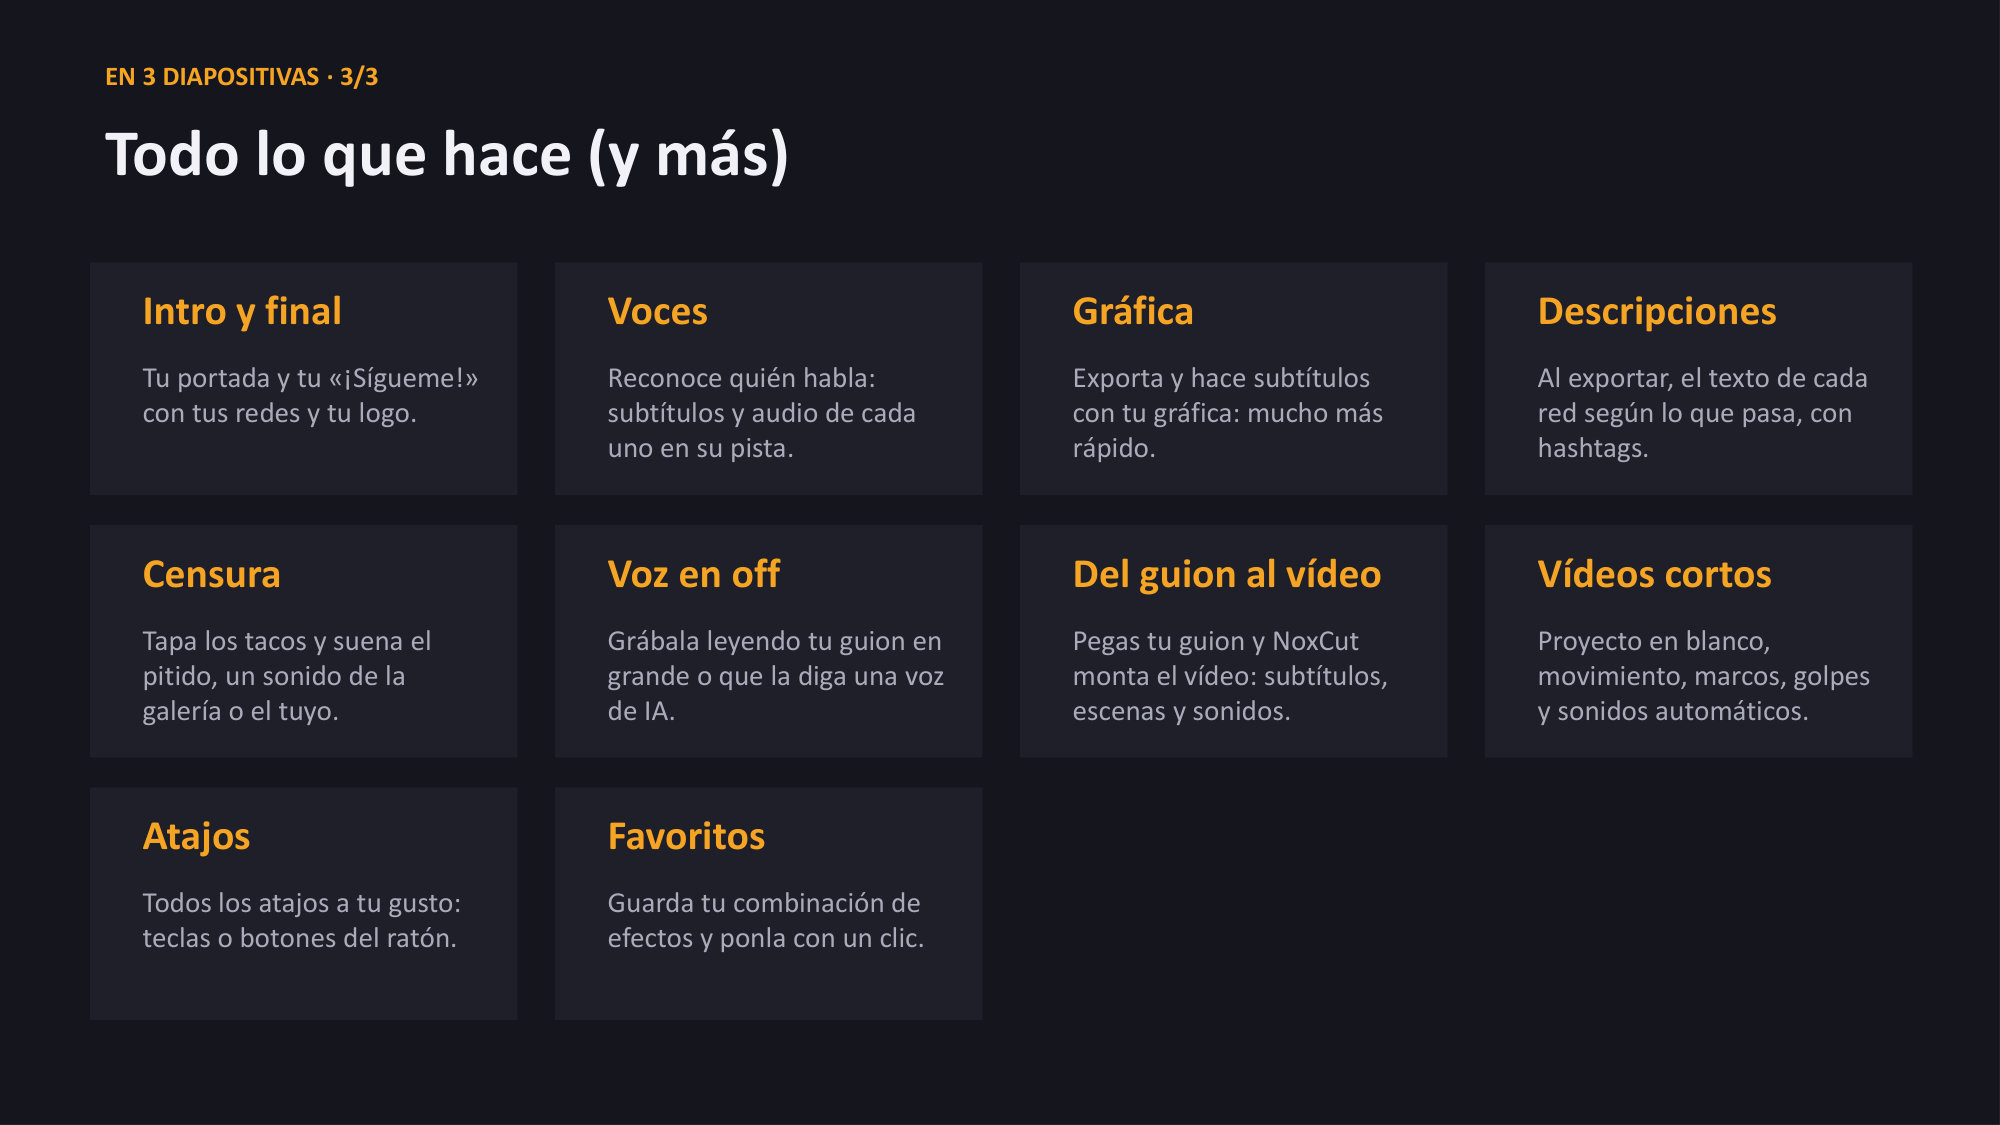 EN 3 DIAPOSITIVAS · 3/3
Todo lo que hace (y más)
Intro y final
Tu portada y tu «¡Sígueme!»
con tus redes y tu logo.
Voces
Reconoce quién habla:
subtítulos y audio de cada
uno en su pista.
Gráfica
Exporta y hace subtítulos
con tu gráfica: mucho más
rápido.
Descripciones
Al exportar, el texto de cada
red según lo que pasa, con
hashtags.
Censura
Tapa los tacos y suena el
pitido, un sonido de la
galería o el tuyo.
Voz en off
Grábala leyendo tu guion en
grande o que la diga una voz
de IA.
Del guion al vídeo
Pegas tu guion y NoxCut
monta el vídeo: subtítulos,
escenas y sonidos.
Vídeos cortos
Proyecto en blanco,
movimiento, marcos, golpes
y sonidos automáticos.
Atajos
Todos los atajos a tu gusto:
teclas o botones del ratón.
Favoritos
Guarda tu combinación de
efectos y ponla con un clic.